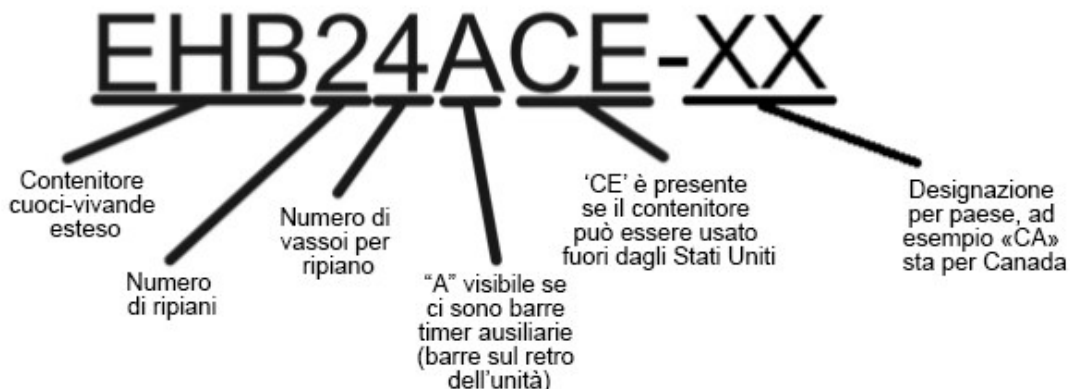 EHB24ACE-XX
Contenitore
cuoci-vivande
esteso
Numero
di ripiani
Numero di
vassoi per
ripiano
"A" visibile se
ci sono barre
timer ausiliarie
(barre sul retro
dell'unità)
'CE' è presente
se il contenitore
può essere usato
fuori dagli Stati Uniti
Designazione
per paese, ad
esempio «CA»
sta per Canada